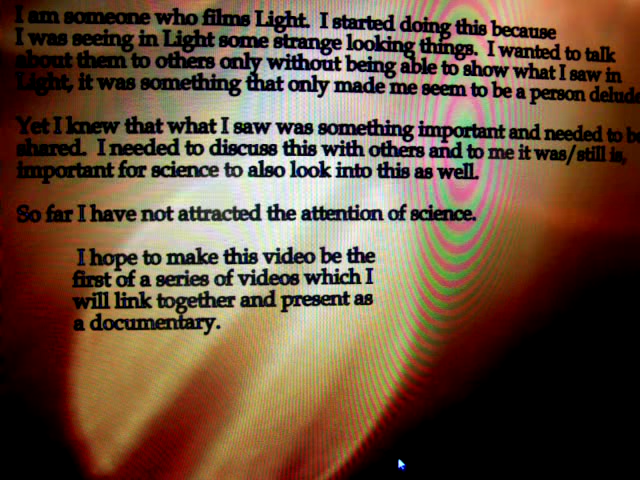 I am someone who films Light. I started doing this because
I was seeing in Light some strange looking things. I wanted to talk
about them to others only without being able to show what I saw in
Light, it was something that only made me seem to be a person
Yet I knew that what I saw was something important and needed to be
shared. I needed to discuss this with others and to me it was/still is,
important for science to also look into this as well.
So far I have not attracted the attention of science.
I hope to make this video be the
first of a series of videos which I
will link together and present as
a documentary.